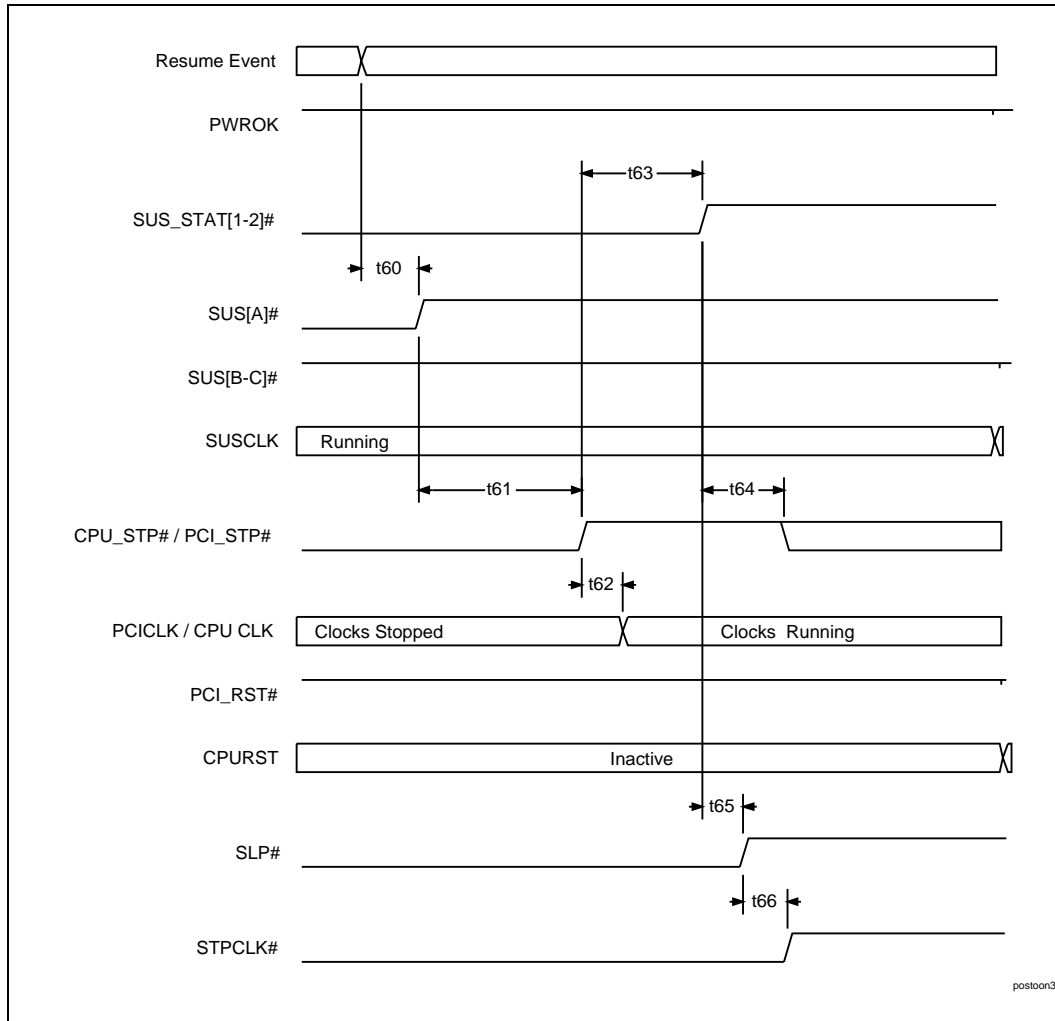 Resume Event
PWROK
t63
SUS_STAT[1-2]#
t60
SUS[A]#
SUS[B-C]#
SUSCLK
Running
t61
t64
CPU_STP# / PCI_STP#
t62
PCICLK / CPU CLK
Clocks Stopped
Clocks Running
PCI_RST#
CPURST
Inactive
t65
SLP#
t66
STPCLK#
postoon3